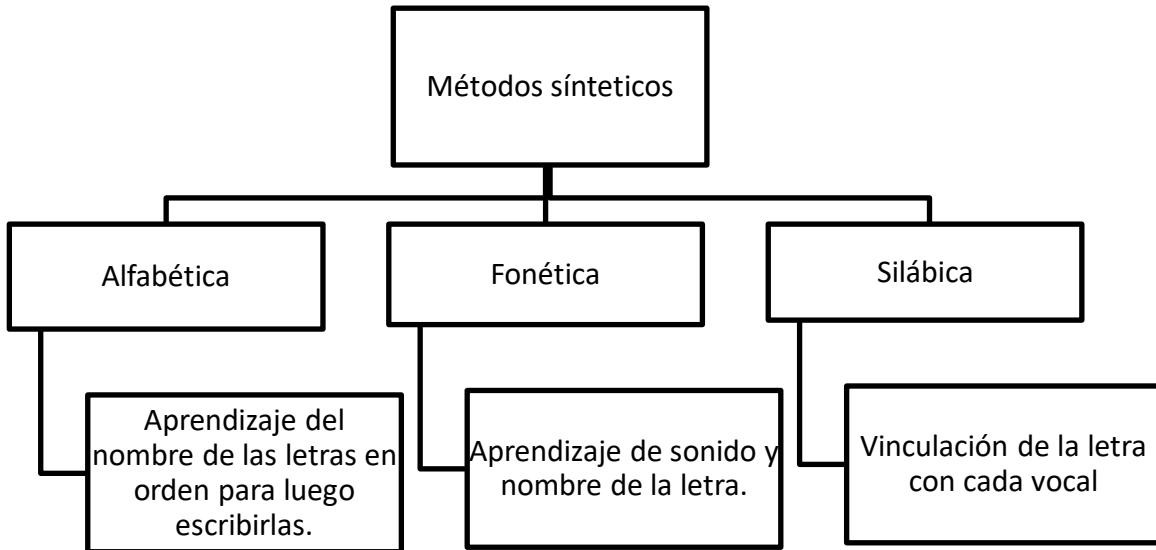 Métodos sínteticos
Alfabética
Fonética
Silábica
Aprendizaje del
nombre de las letras en
orden para luego
escribirlas.
Aprendizaje de sonido y
nombre de la letra.
Vinculación de la letra
con cada vocal